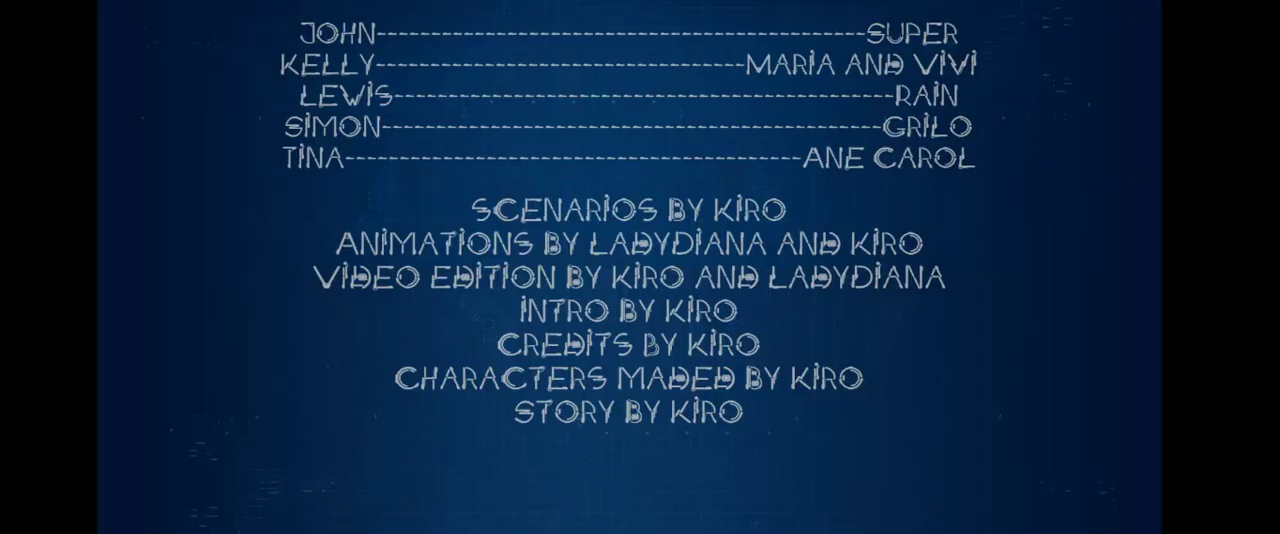 JOHN----------------------------------------------SUPER
KELLY-----------------------------------MARIA AND VIVI
LEWIS-----------------------------------------------RAIN
SIMON-----------------------------------------------GRILO
TINA-------------------------------------------ANE CAROL
SCENARIOS BY KIRO
ANIMATIONS BY LADYDIANA AND KIRO
VIDEO EDITION BY KIRO AND LADYDIANA
INTRO BY KIRO
CREDITS BY KIRO
CHARACTERS MADED BY KIRO
STORY BY KIRO